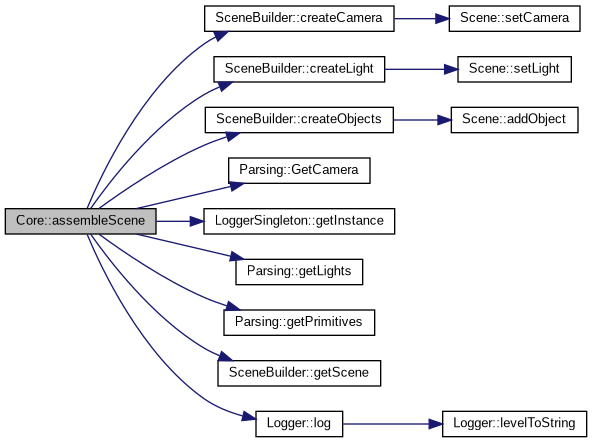 SceneBuilder::createCamera
Scene::setCamera
SceneBuilder::createLight
Scene::setLight
SceneBuilder::createObjects
Scene::addObject
Parsing::GetCamera
Core::assembleScene
LoggerSingleton::getInstance
Parsing::getLights
Parsing::getPrimitives
SceneBuilder::getScene
Logger::log
Logger::levelToString